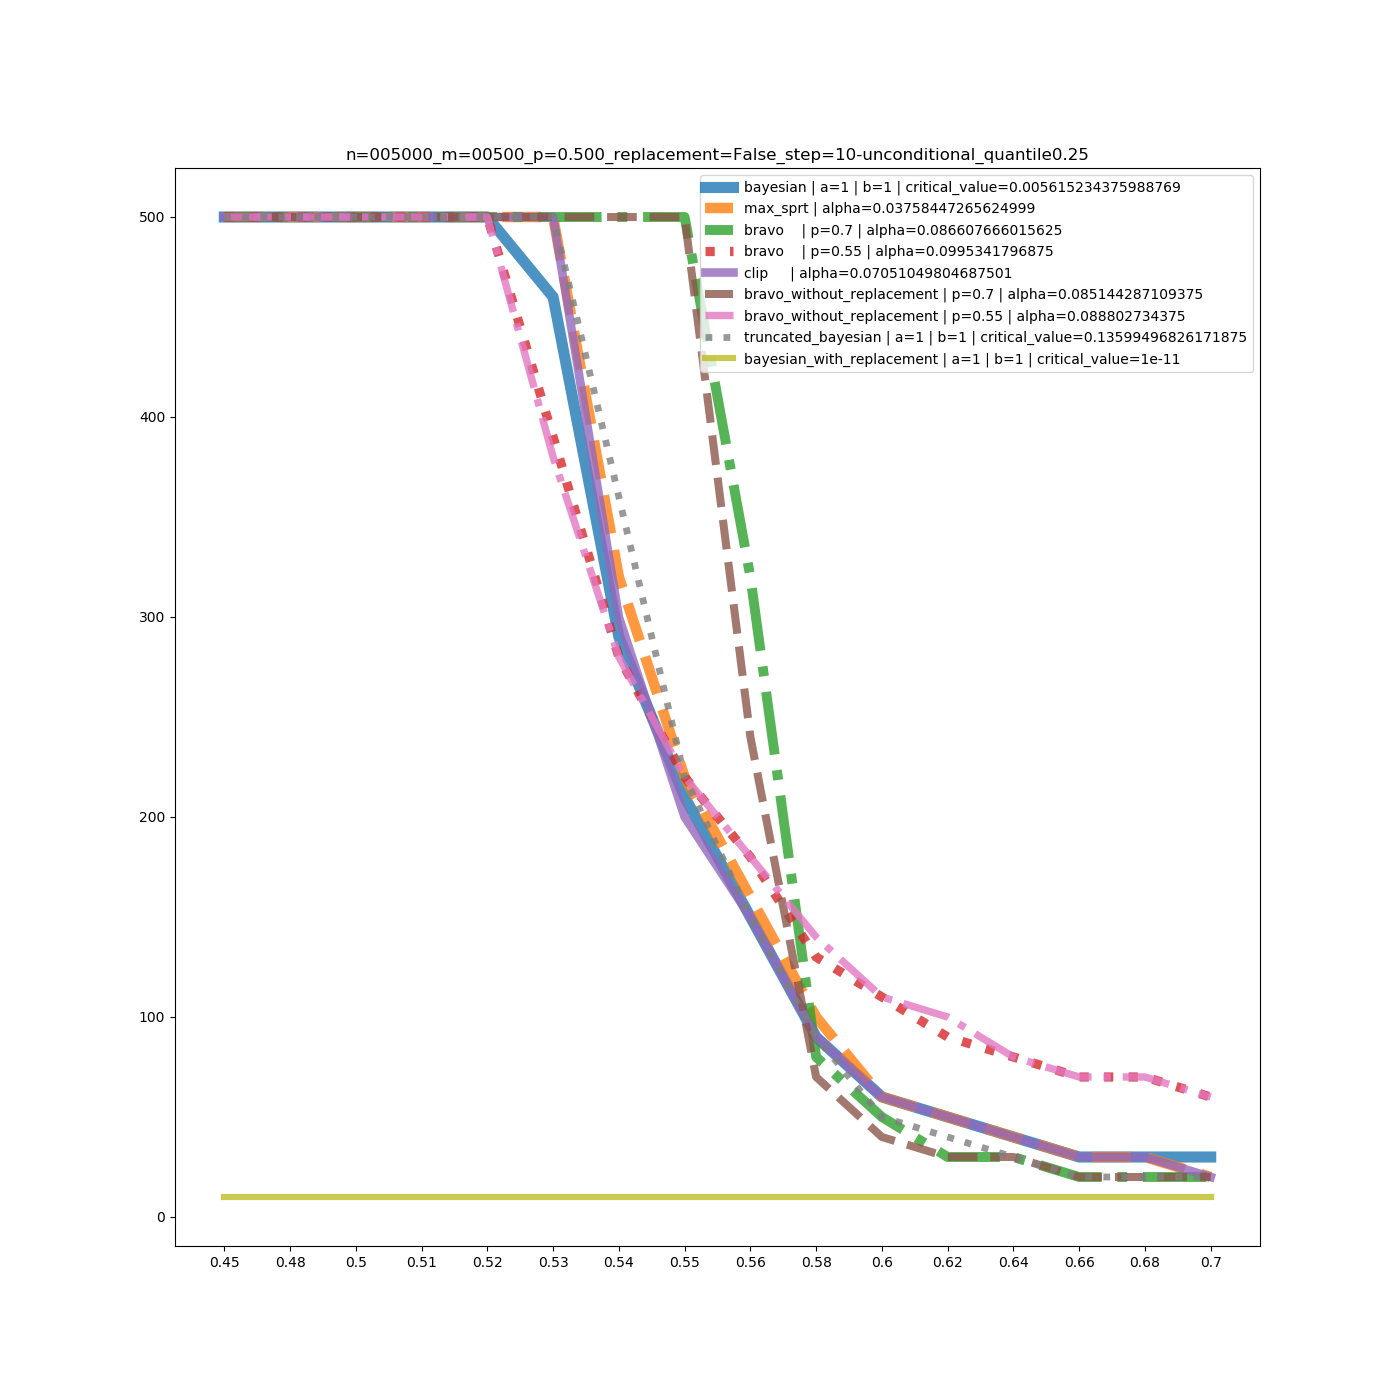 n=005000_m=00500_p=0.500_replacement=False_step=10-unconditional_quantile0.25
bayesian | a=1 | b=1 | critical_value=0.005615234375988769
max_sprt | alpha=0.03758447265624999
bravo    | p=0.7 | alpha=0.086607666015625
bravo    | p=0.55 | alpha=0.0995341796875
clip     | alpha=0.07051049804687501
bravo_without_replacement | p=0.7 | alpha=0.085144287109375
bravo_without_replacement | p=0.55 | alpha=0.088802734375
truncated_bayesian | a=1 | b=1 | critical_value=0.13599496826171875
bayesian_with_replacement | a=1 | b=1 | critical_value=1e-11
500
400
300
200
100
0
0.45 0.48 0.5 0.51 0.52 0.53 0.54 0.55 0.56 0.58 0.6 0.62 0.64 0.66 0.68 0.7